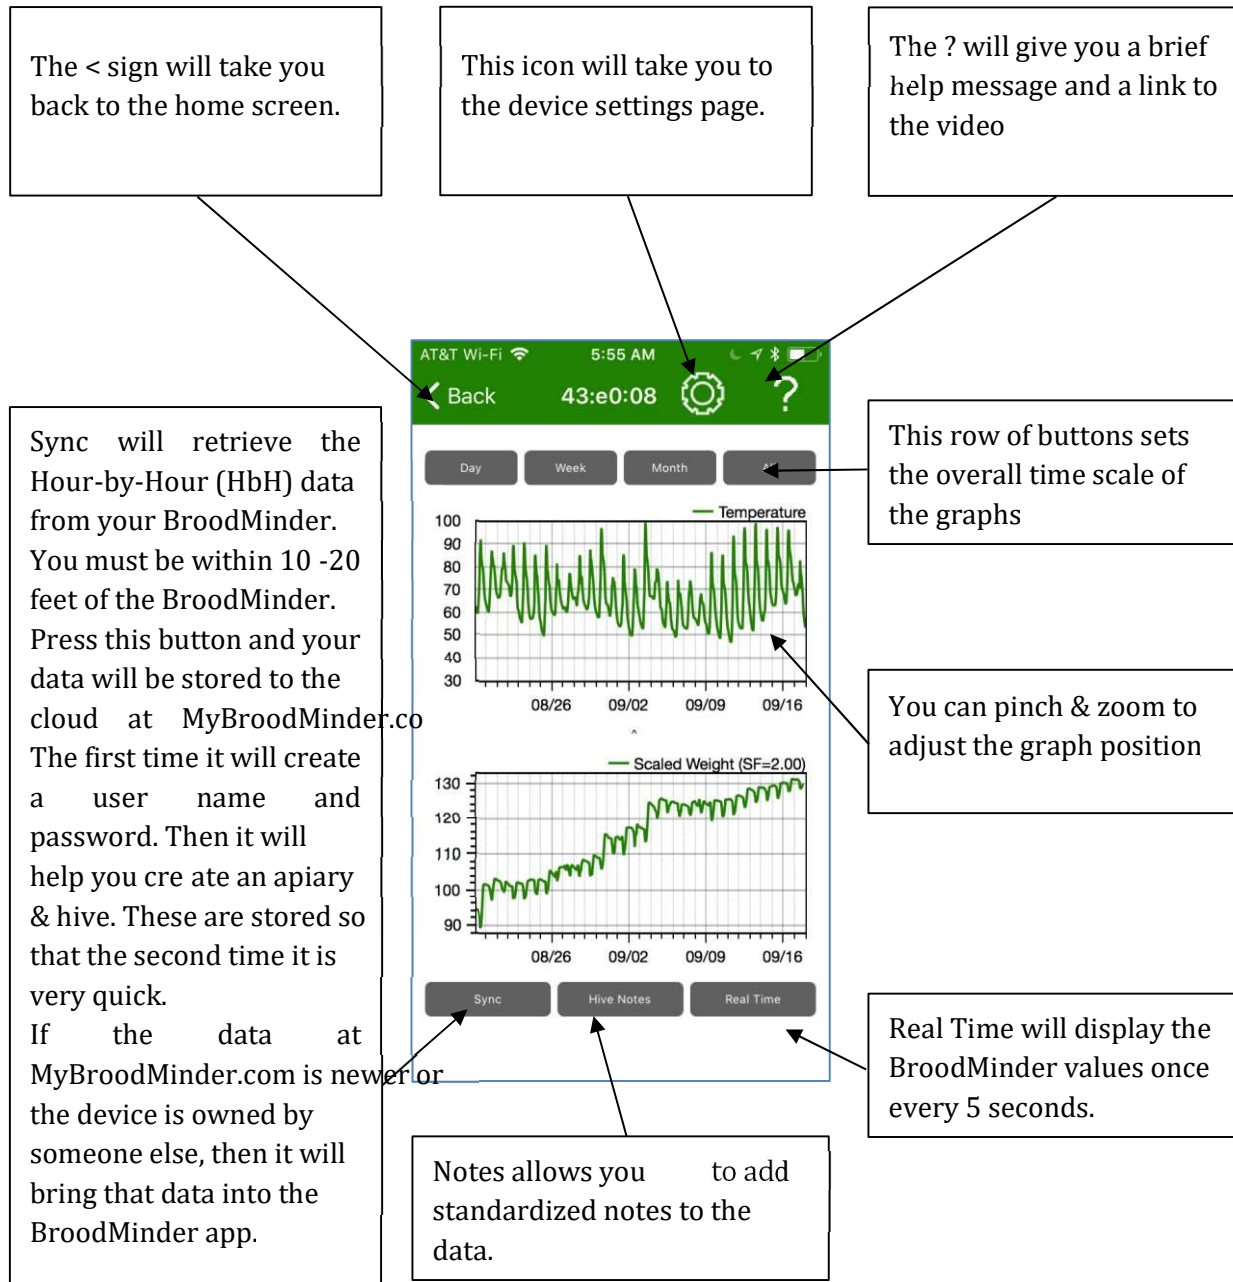 The < sign will take you
back to the home screen.
This icon will take you to
the device settings page.
The ? will give you a brief
help message and a link to
the video
AT&T Wi-Fi 5:55 AM
Back 43:e0:08 ?
Day Week Month
Temperature
100
90
80
70
60
50
40
30
08/26 09/02 09/09 09/16
^
Scaled Weight (SF=2.00)
130
120
110
100
90
08/26 09/02 09/09 09/16
Sync Hive Notes Real Time
Sync will retrieve the
Hour-by-Hour (HbH) data
from your BroodMinder.
You must be within 10 -20
feet of the BroodMinder.
Press this button and your
data will be stored to the
cloud at MyBroodMinder.co
The first time it will create
a user name and
password. Then it will
help you cre ate an apiary
& hive. These are stored so
that the second time it is
very quick.
If the data at
MyBroodMinder.com is newer or
the device is owned by
someone else, then it will
bring that data into the
BroodMinder app.
This row of buttons sets
the overall time scale of
the graphs
You can pinch & zoom to
adjust the graph position
Real Time will display the
BroodMinder values once
every 5 seconds.
Notes allows you to add
standardized notes to the
data.